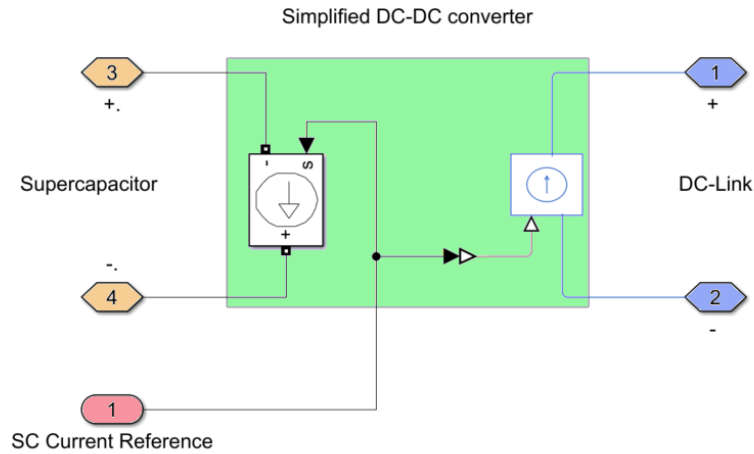 Simplified DC-DC converter
3
+.
1
+
-
s
+
Supercapacitor
DC-Link
-.
4
2
-
1
SC Current Reference